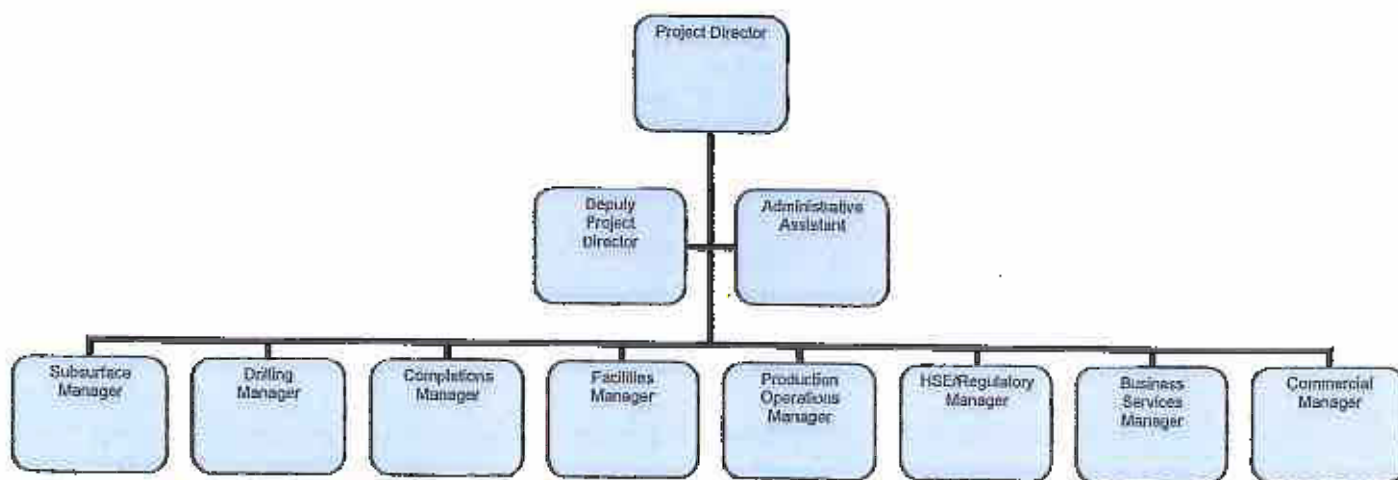 Project Director
Deputy
Project
Director
Administrative
Assistant
Subsurface
Manager
Drilling
Manager
Completions
Manager
Facilities
Manager
Production
Operations
Manager
HSE/Regulatory
Manager
Business
Services
Manager
Commercial
Manager